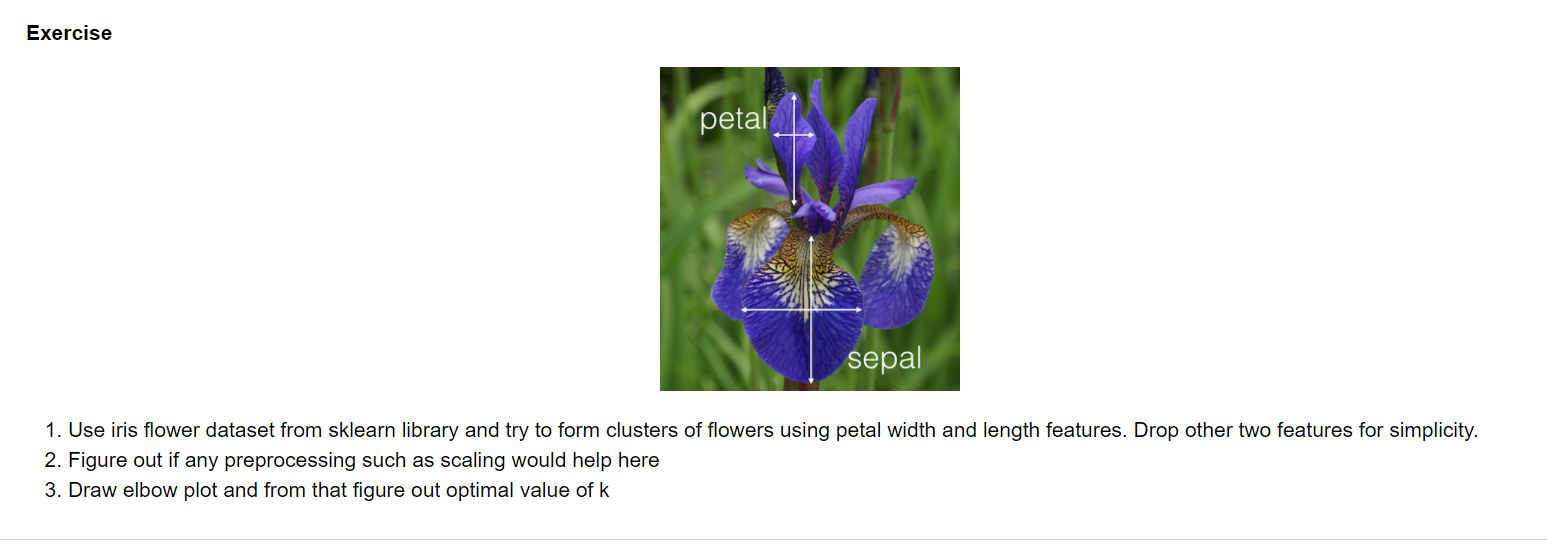 Exercise
petal
sepal
1. Use iris flower dataset from sklearn library and try to form clusters of flowers using petal width and length features. Drop other two features for simplicity.
2. Figure out if any preprocessing such as scaling would help here
3. Draw elbow plot and from that figure out optimal value of k